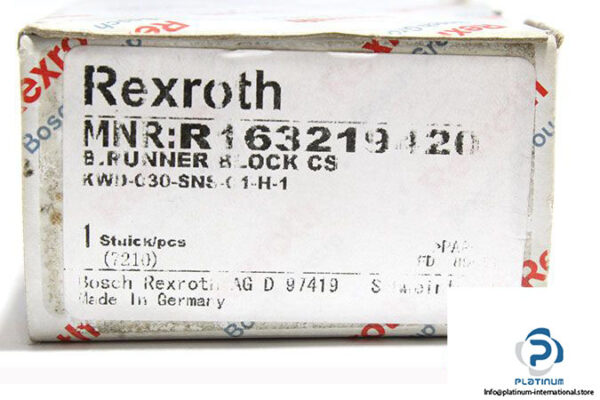 Rexroth
MNR:R163219420
B.RUNNER BLOCK CS
KWD-030-SNS-C1-H-1
1 Stuick/pcs
(7210)
Bosch Rexroth AG D 97419
Made In Germany
PLATINUM
Info@platinum-international.store